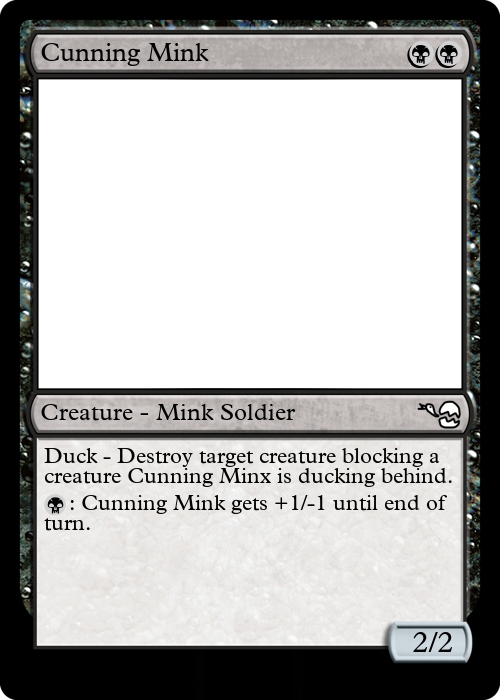 Cunning Mink
Creature - Mink Soldier
Duck - Destroy target creature blocking a
creature Cunning Minx is ducking behind.
: Cunning Mink gets +1/-1 until end of
turn.
2/2